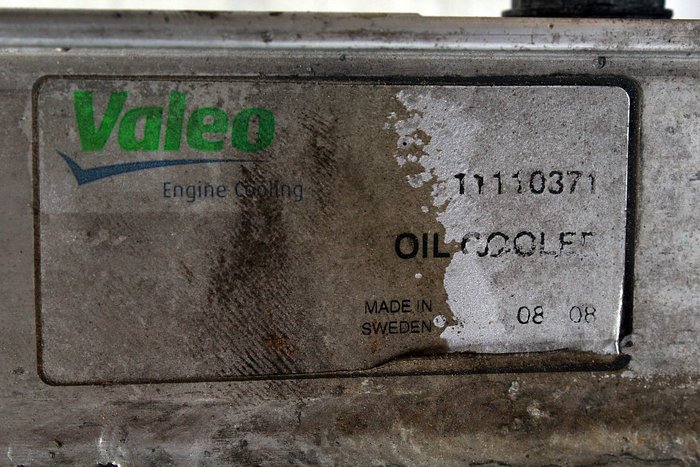 Valeo
Engine Cooling
11110371
OIL COOLER
MADE IN
SWEDEN
08 08